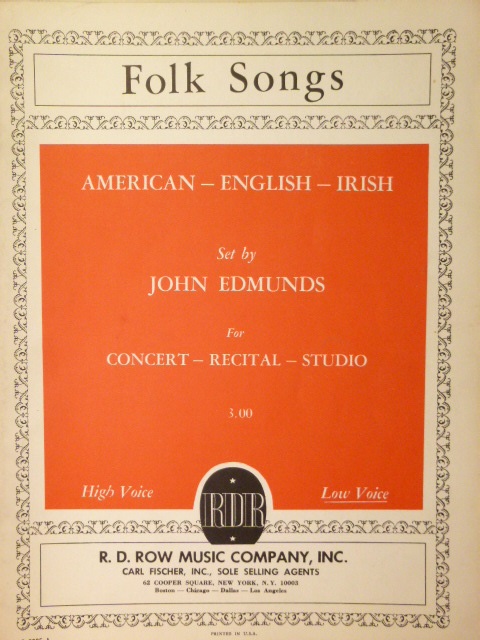 Folk Songs
AMERICAN – ENGLISH – IRISH
Set by
JOHN EDMUNDS
For
CONCERT – RECITAL – STUDIO
3.00
High Voice
Low Voice
RDR
R. D. ROW MUSIC COMPANY, INC.
CARL FISCHER, INC., SOLE SELLING AGENTS
62 COOPER SQUARE, NEW YORK, N. Y. 10003
Boston – Chicago – Dallas – Los Angeles
PRINTED IN U.S.A.